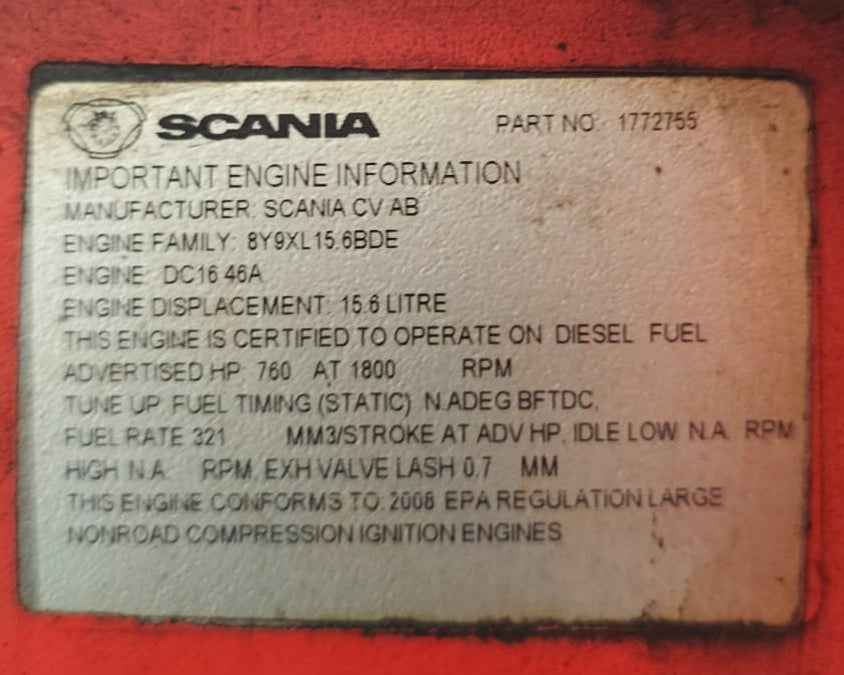 SCANIA PART NO 1772755
IMPORTANT ENGINE INFORMATION
MANUFACTURER: SCANIA CV AB
ENGINE FAMILY: 8Y9XL15.6BDE
ENGINE DC16 46A
ENGINE DISPLACEMENT: 15.6 LITRE
THIS ENGINE IS CERTIFIED TO OPERATE ON DIESEL FUEL
ADVERTISED HP 760 AT 1800 RPM
TUNE UP. FUEL TIMING (STATIC) N.ADEG BFTDC,
FUEL RATE 321 MM3/STROKE AT ADV HP, IDLE LOW N.A. RPM
HIGH N.A. RPM, EXH VALVE LASH 0.7 MM
THIS ENGINE CONFORMS TO 2008 EPA REGULATION LARGE
NONROAD COMPRESSION IGNITION ENGINES